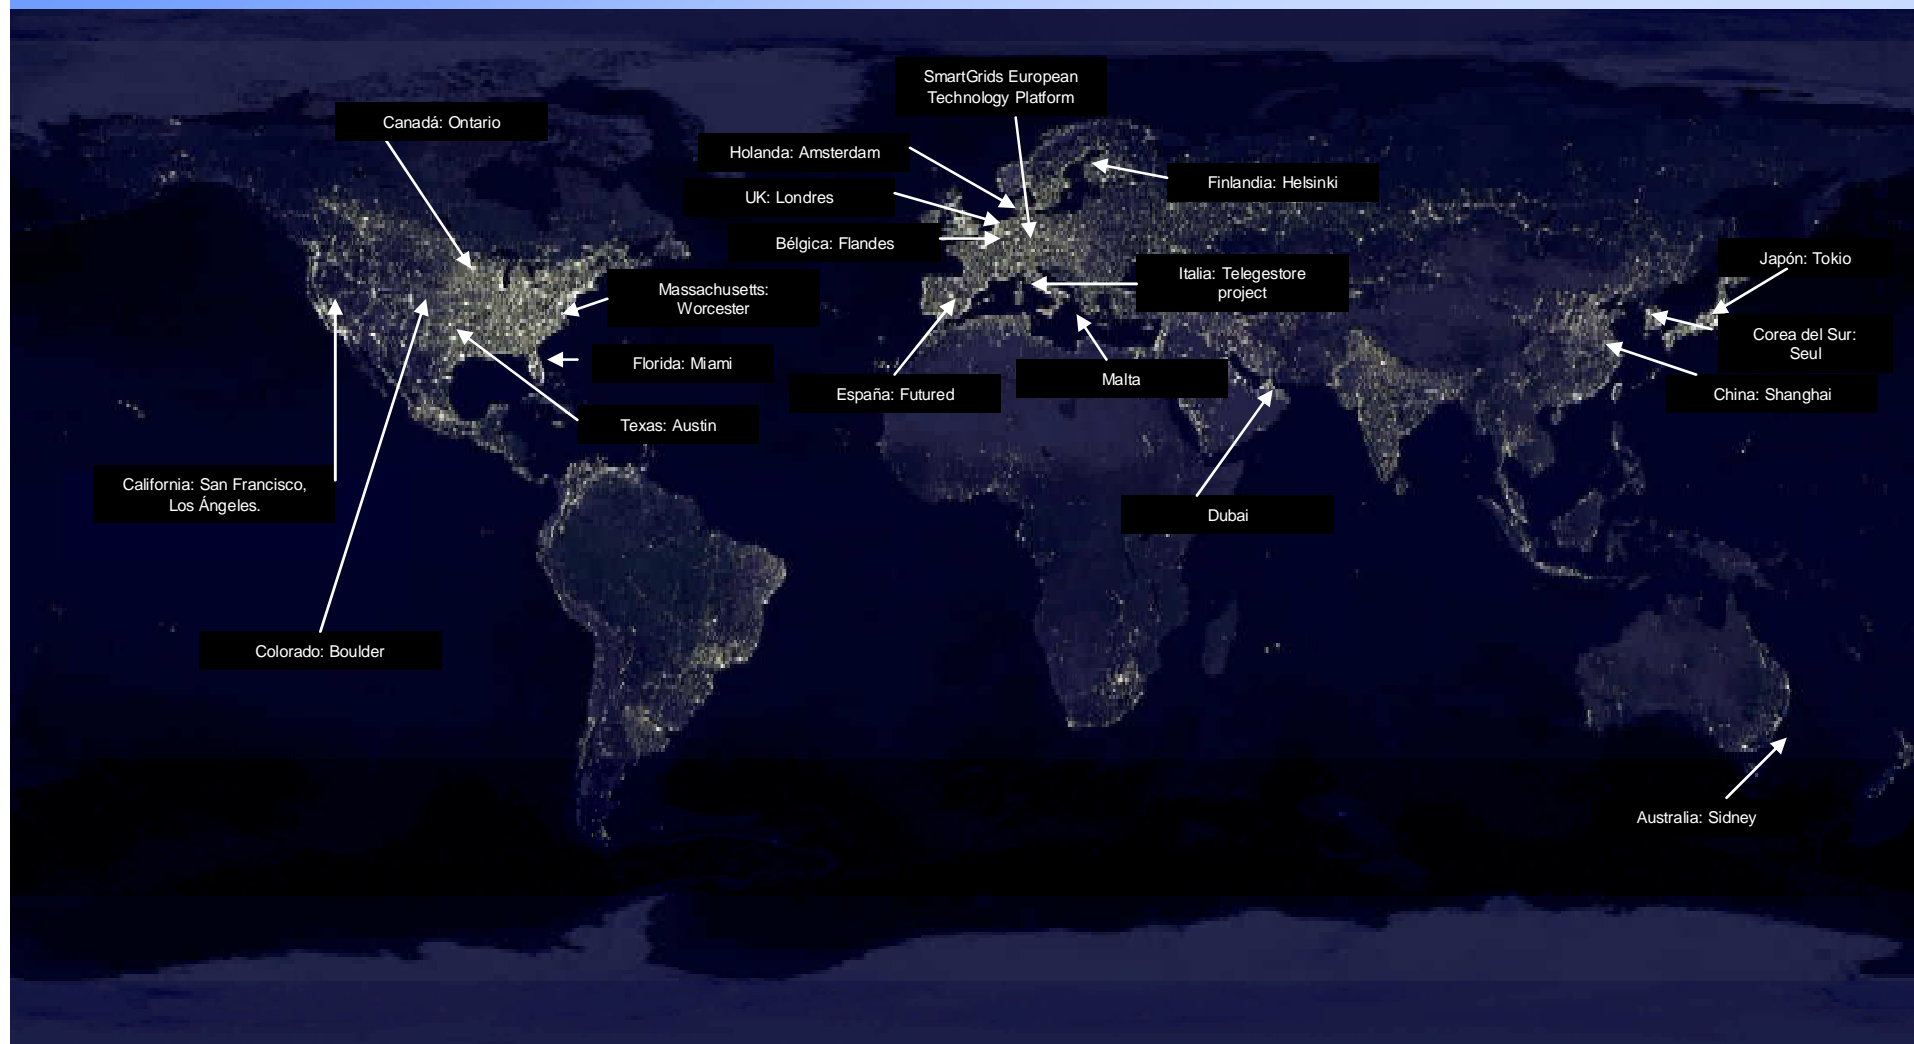 SmartGrids European
Technology Platform
Canadá: Ontario
Holanda: Amsterdam
Finlandia: Helsinki
UK: Londres
Bélgica: Flandes
Japón: Tokio
Italia: Telegestore
project
Massachusetts:
Worcester
Corea del Sur:
Seul
Florida: Miami
Malta
España: Futured
China: Shanghai
Texas: Austin
California: San Francisco,
Los Ángeles.
Dubai
Colorado: Boulder
Australia: Sidney